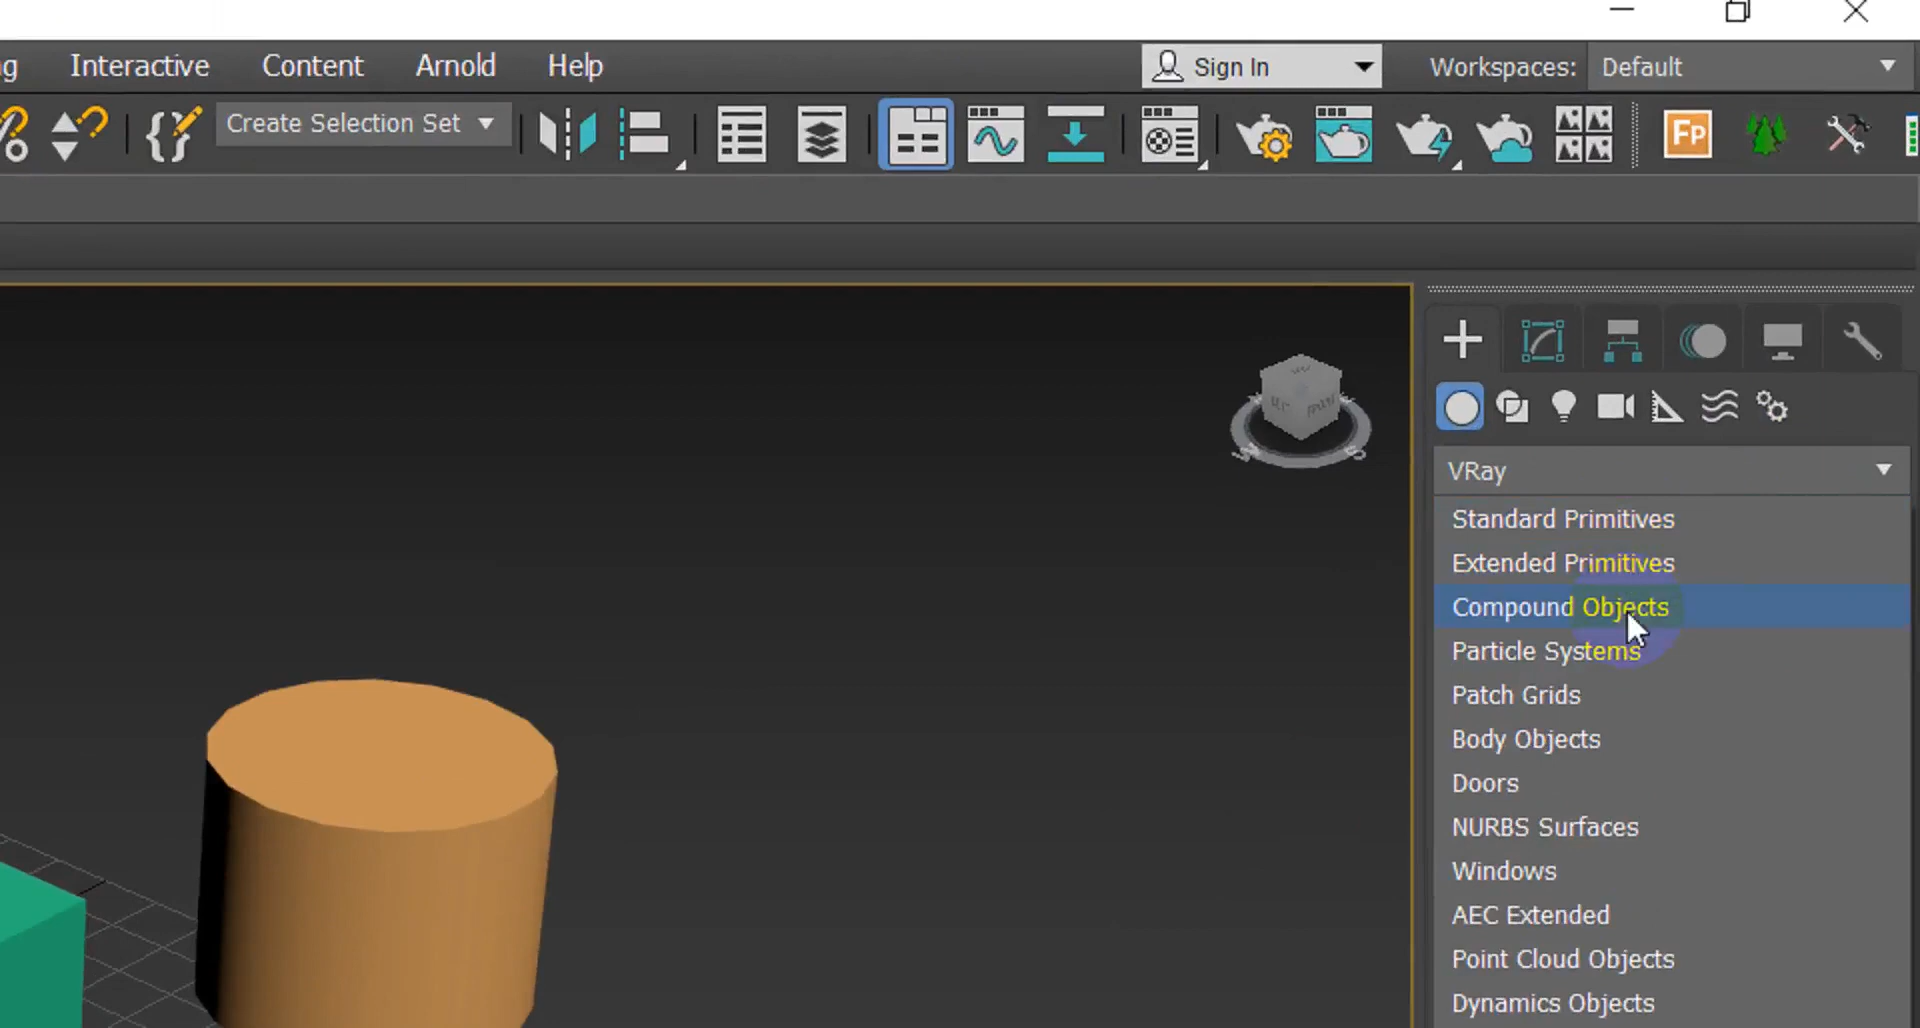 g Interactive Content Arnold Help Sign In Workspaces: Default
Create Selection Set Fp
VRay
Standard Primitives
Extended Primitives
Compound Objects
Particle Systems
Patch Grids
Body Objects
Doors
NURBS Surfaces
Windows
AEC Extended
Point Cloud Objects
Dynamics Objects